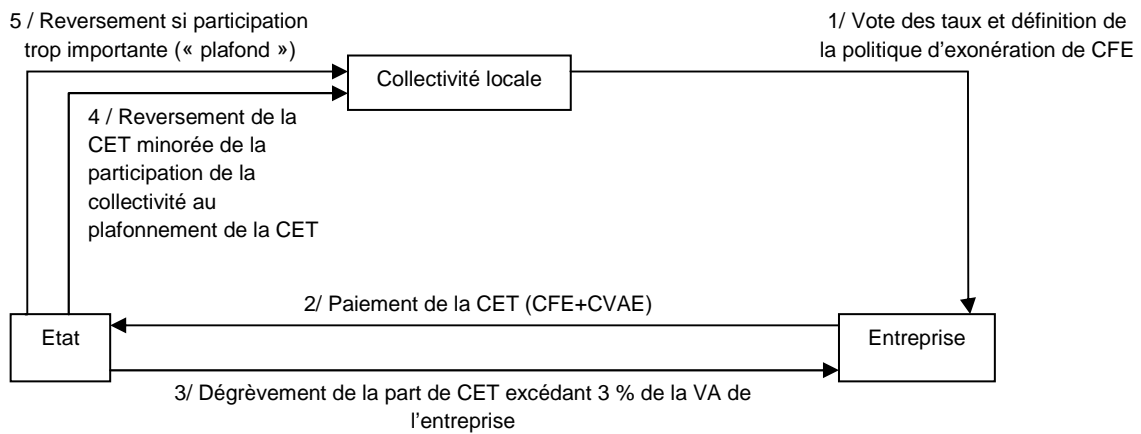 5 / Reversement si participation
trop importante (« plafond »)
1/ Vote des taux et définition de
la politique d’exonération de CFE
Collectivité locale
4 / Reversement de la
CET minorée de la
participation de la
collectivité au
plafonnement de la CET
2/ Paiement de la CET (CFE+CVAE)
Etat
Entreprise
3/ Dégrèvement de la part de CET excédant 3 % de la VA de
l’entreprise